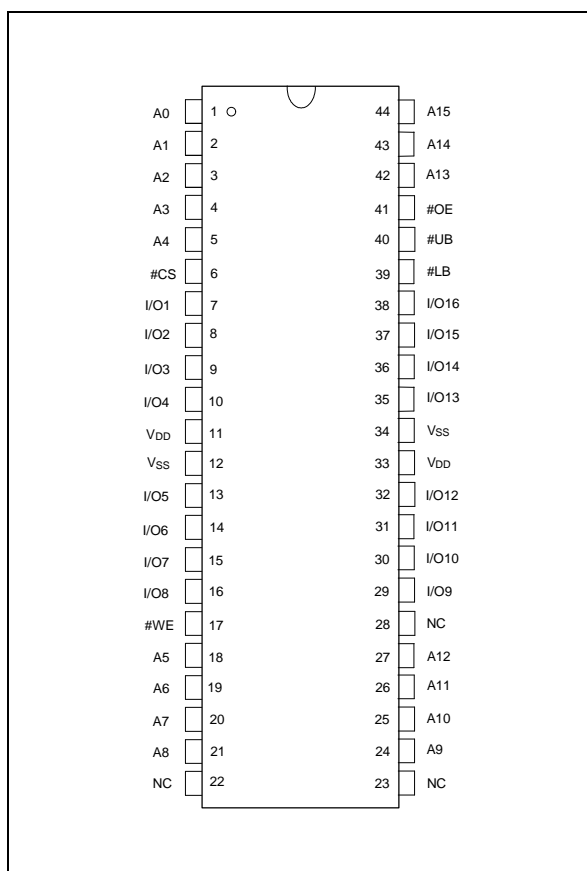 A0 1 44 A15
A1 2 43 A14
A2 3 42 A13
A3 4 41 #OE
A4 5 40 #UB
#CS 6 39 #LB
I/O1 7 38 I/O16
I/O2 8 37 I/O15
I/O3 9 36 I/O14
I/O4 10 35 I/O13
VDD 11 34 VSS
VSS 12 33 VDD
I/O5 13 32 I/O12
I/O6 14 31 I/O11
I/O7 15 30 I/O10
I/O8 16 29 I/O9
#WE 17 28 NC
A5 18 27 A12
A6 19 26 A11
A7 20 25 A10
A8 21 24 A9
NC 22 23 NC